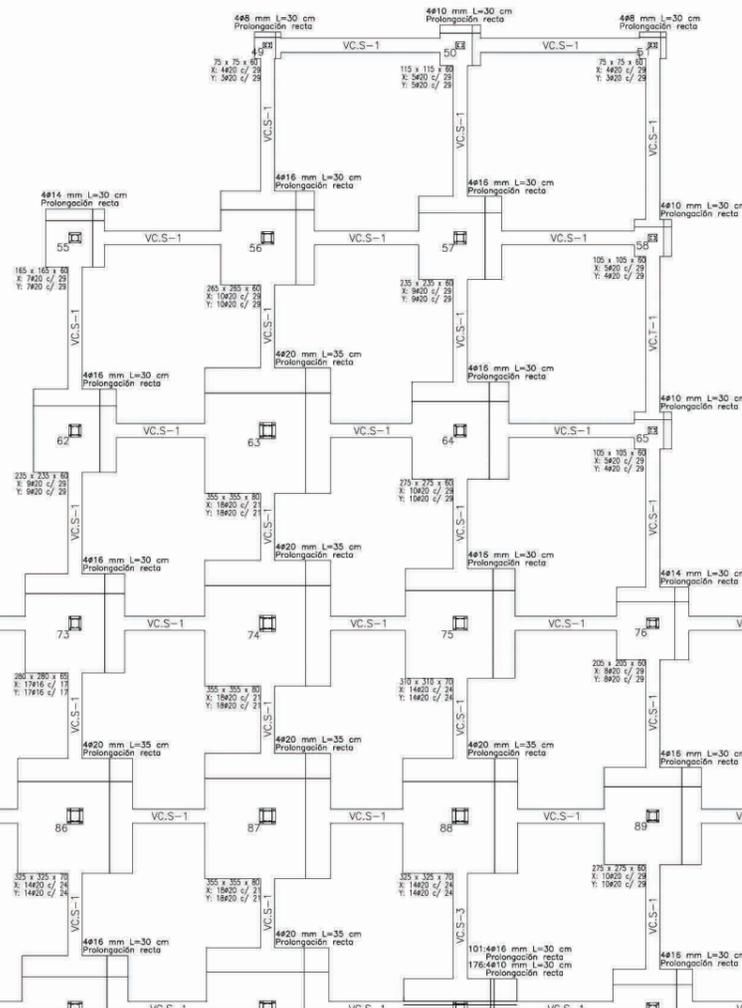 4ø8 mm L=30 cm
Prolongación recta
4ø10 mm L=30 cm
Prolongación recta
4ø8 mm L=30 cm
Prolongación recta
49
VC.S-1
50
VC.S-1
51
75 x 75 x 60
X: 4ø20 c/ 29
Y: 3ø20 c/ 29
115 x 115 x 60
X: 5ø20 c/ 29
Y: 5ø20 c/ 29
75 x 75 x 60
X: 4ø20 c/ 29
Y: 3ø20 c/ 29
VC.S-1
VC.S-1
VC.S-1
4ø14 mm L=30 cm
Prolongación recta
4ø16 mm L=30 cm
Prolongación recta
4ø16 mm L=30 cm
Prolongación recta
4ø10 mm L=30 cm
Prolongación recta
55
VC.S-1
56
VC.S-1
57
VC.S-1
58
165 x 165 x 60
X: 7ø20 c/ 29
Y: 7ø20 c/ 29
265 x 265 x 60
X: 10ø20 c/ 29
Y: 10ø20 c/ 29
235 x 235 x 60
X: 9ø20 c/ 29
Y: 9ø20 c/ 29
105 x 105 x 60
X: 5ø20 c/ 29
Y: 4ø20 c/ 29
VC.S-1
VC.S-1
VC.S-1
VC.T-1
4ø16 mm L=30 cm
Prolongación recta
4ø20 mm L=35 cm
Prolongación recta
4ø16 mm L=30 cm
Prolongación recta
4ø10 mm L=30 cm
Prolongación recta
62
VC.S-1
63
VC.S-1
64
VC.S-1
65
235 x 235 x 60
X: 9ø20 c/ 29
Y: 9ø20 c/ 29
355 x 355 x 80
X: 18ø20 c/ 21
Y: 18ø20 c/ 21
275 x 275 x 60
X: 10ø20 c/ 29
Y: 10ø20 c/ 29
105 x 105 x 60
X: 5ø20 c/ 29
Y: 4ø20 c/ 29
VC.S-1
VC.S-1
VC.S-1
VC.S-1
4ø16 mm L=30 cm
Prolongación recta
4ø20 mm L=35 cm
Prolongación recta
4ø16 mm L=30 cm
Prolongación recta
4ø14 mm L=30 cm
Prolongación recta
73
VC.S-1
74
VC.S-1
75
VC.S-1
76
V
280 x 280 x 65
X: 17ø16 c/ 17
Y: 17ø16 c/ 17
355 x 355 x 80
X: 18ø20 c/ 21
Y: 18ø20 c/ 21
310 x 310 x 70
X: 14ø20 c/ 24
Y: 14ø20 c/ 24
205 x 205 x 60
X: 8ø20 c/ 29
Y: 8ø20 c/ 29
VC.S-1
VC.S-1
VC.S-1
VC.S-1
4ø20 mm L=35 cm
Prolongación recta
4ø20 mm L=35 cm
Prolongación recta
4ø20 mm L=35 cm
Prolongación recta
4ø16 mm L=30 cm
Prolongación recta
86
VC.S-1
87
VC.S-1
88
VC.S-1
89
V
325 x 325 x 70
X: 14ø20 c/ 24
Y: 14ø20 c/ 24
355 x 355 x 80
X: 18ø20 c/ 21
Y: 18ø20 c/ 21
325 x 325 x 70
X: 14ø20 c/ 24
Y: 14ø20 c/ 24
275 x 275 x 60
X: 10ø20 c/ 29
Y: 10ø20 c/ 29
VC.S-1
VC.S-1
VC.S-3
VC.S-1
4ø16 mm L=30 cm
Prolongación recta
4ø20 mm L=35 cm
Prolongación recta
101:4ø16 mm L=30 cm
Prolongación recta
176:4ø10 mm L=30 cm
Prolongación recta
4ø16 mm L=30 cm
Prolongación recta